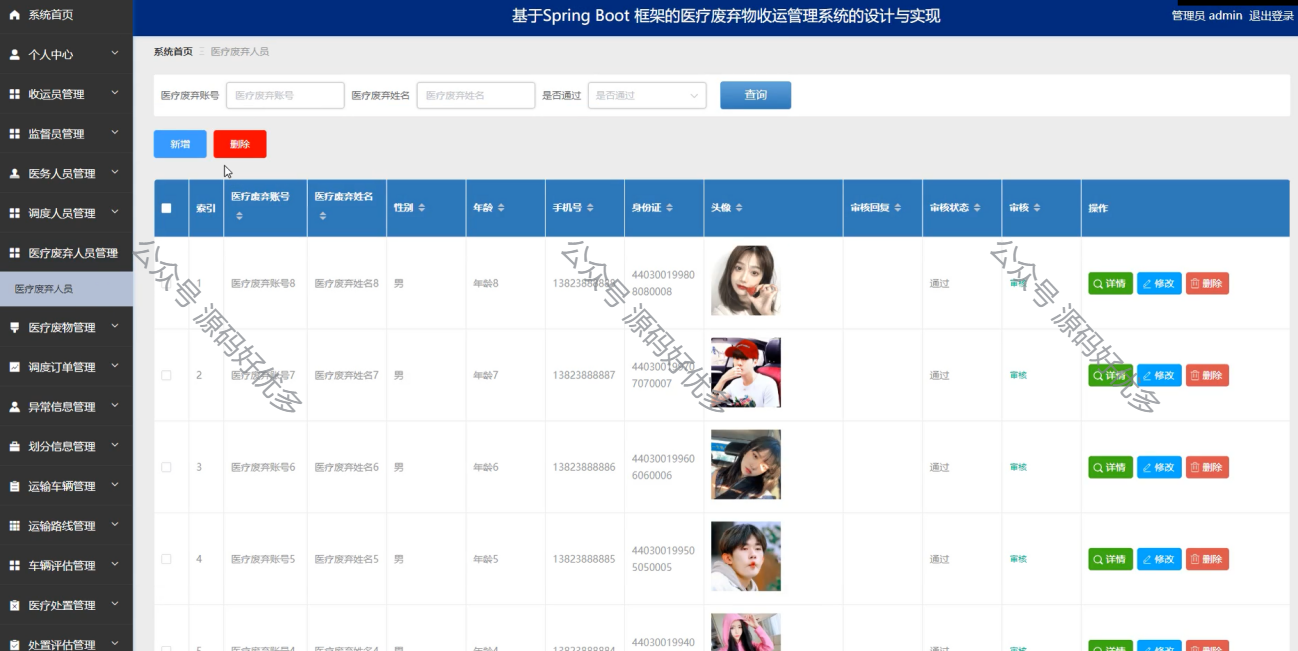 系统首页
个人中心
收运员管理
监督员管理
医务人员管理
调度人员管理
医疗废弃人员管理
医疗废弃人员
医疗废物管理
调度订单管理
异常信息管理
划分信息管理
运输车辆管理
运输路线管理
车辆评估管理
医疗处置管理
处置评估管理
基于Spring Boot 框架的医疗废弃物收运管理系统的设计与实现
管理员 admin 退出登录
系统首页 医疗废弃人员
医疗废弃账号 医疗废弃账号 医疗废弃姓名 医疗废弃姓名 是否通过 是否通过 查询
新增 删除
索引 医疗废弃账号 医疗废弃姓名 性别 年龄 手机号 身份证 头像 审核回复 审核状态 审核 操作
1 医疗废弃账号8 医疗废弃姓名8 男 年龄8 13823888888 44030019980
8080008 通过 审核 详情 修改 删除
2 医疗废弃账号7 医疗废弃姓名7 男 年龄7 13823888887 44030019970
7070007 通过 审核 详情 修改 删除
3 医疗废弃账号6 医疗废弃姓名6 男 年龄6 13823888886 44030019960
6060006 通过 审核 详情 修改 删除
4 医疗废弃账号5 医疗废弃姓名5 男 年龄5 13823888885 44030019950
5050005 通过 审核 详情 修改 删除
5 医疗废弃账号4 医疗废弃姓名4 男 年龄4 13823888884 44030019940
通过 审核 详情 修改 删除
公众号 源码好优多
公众号 源码好优多
公众号 源码好优多